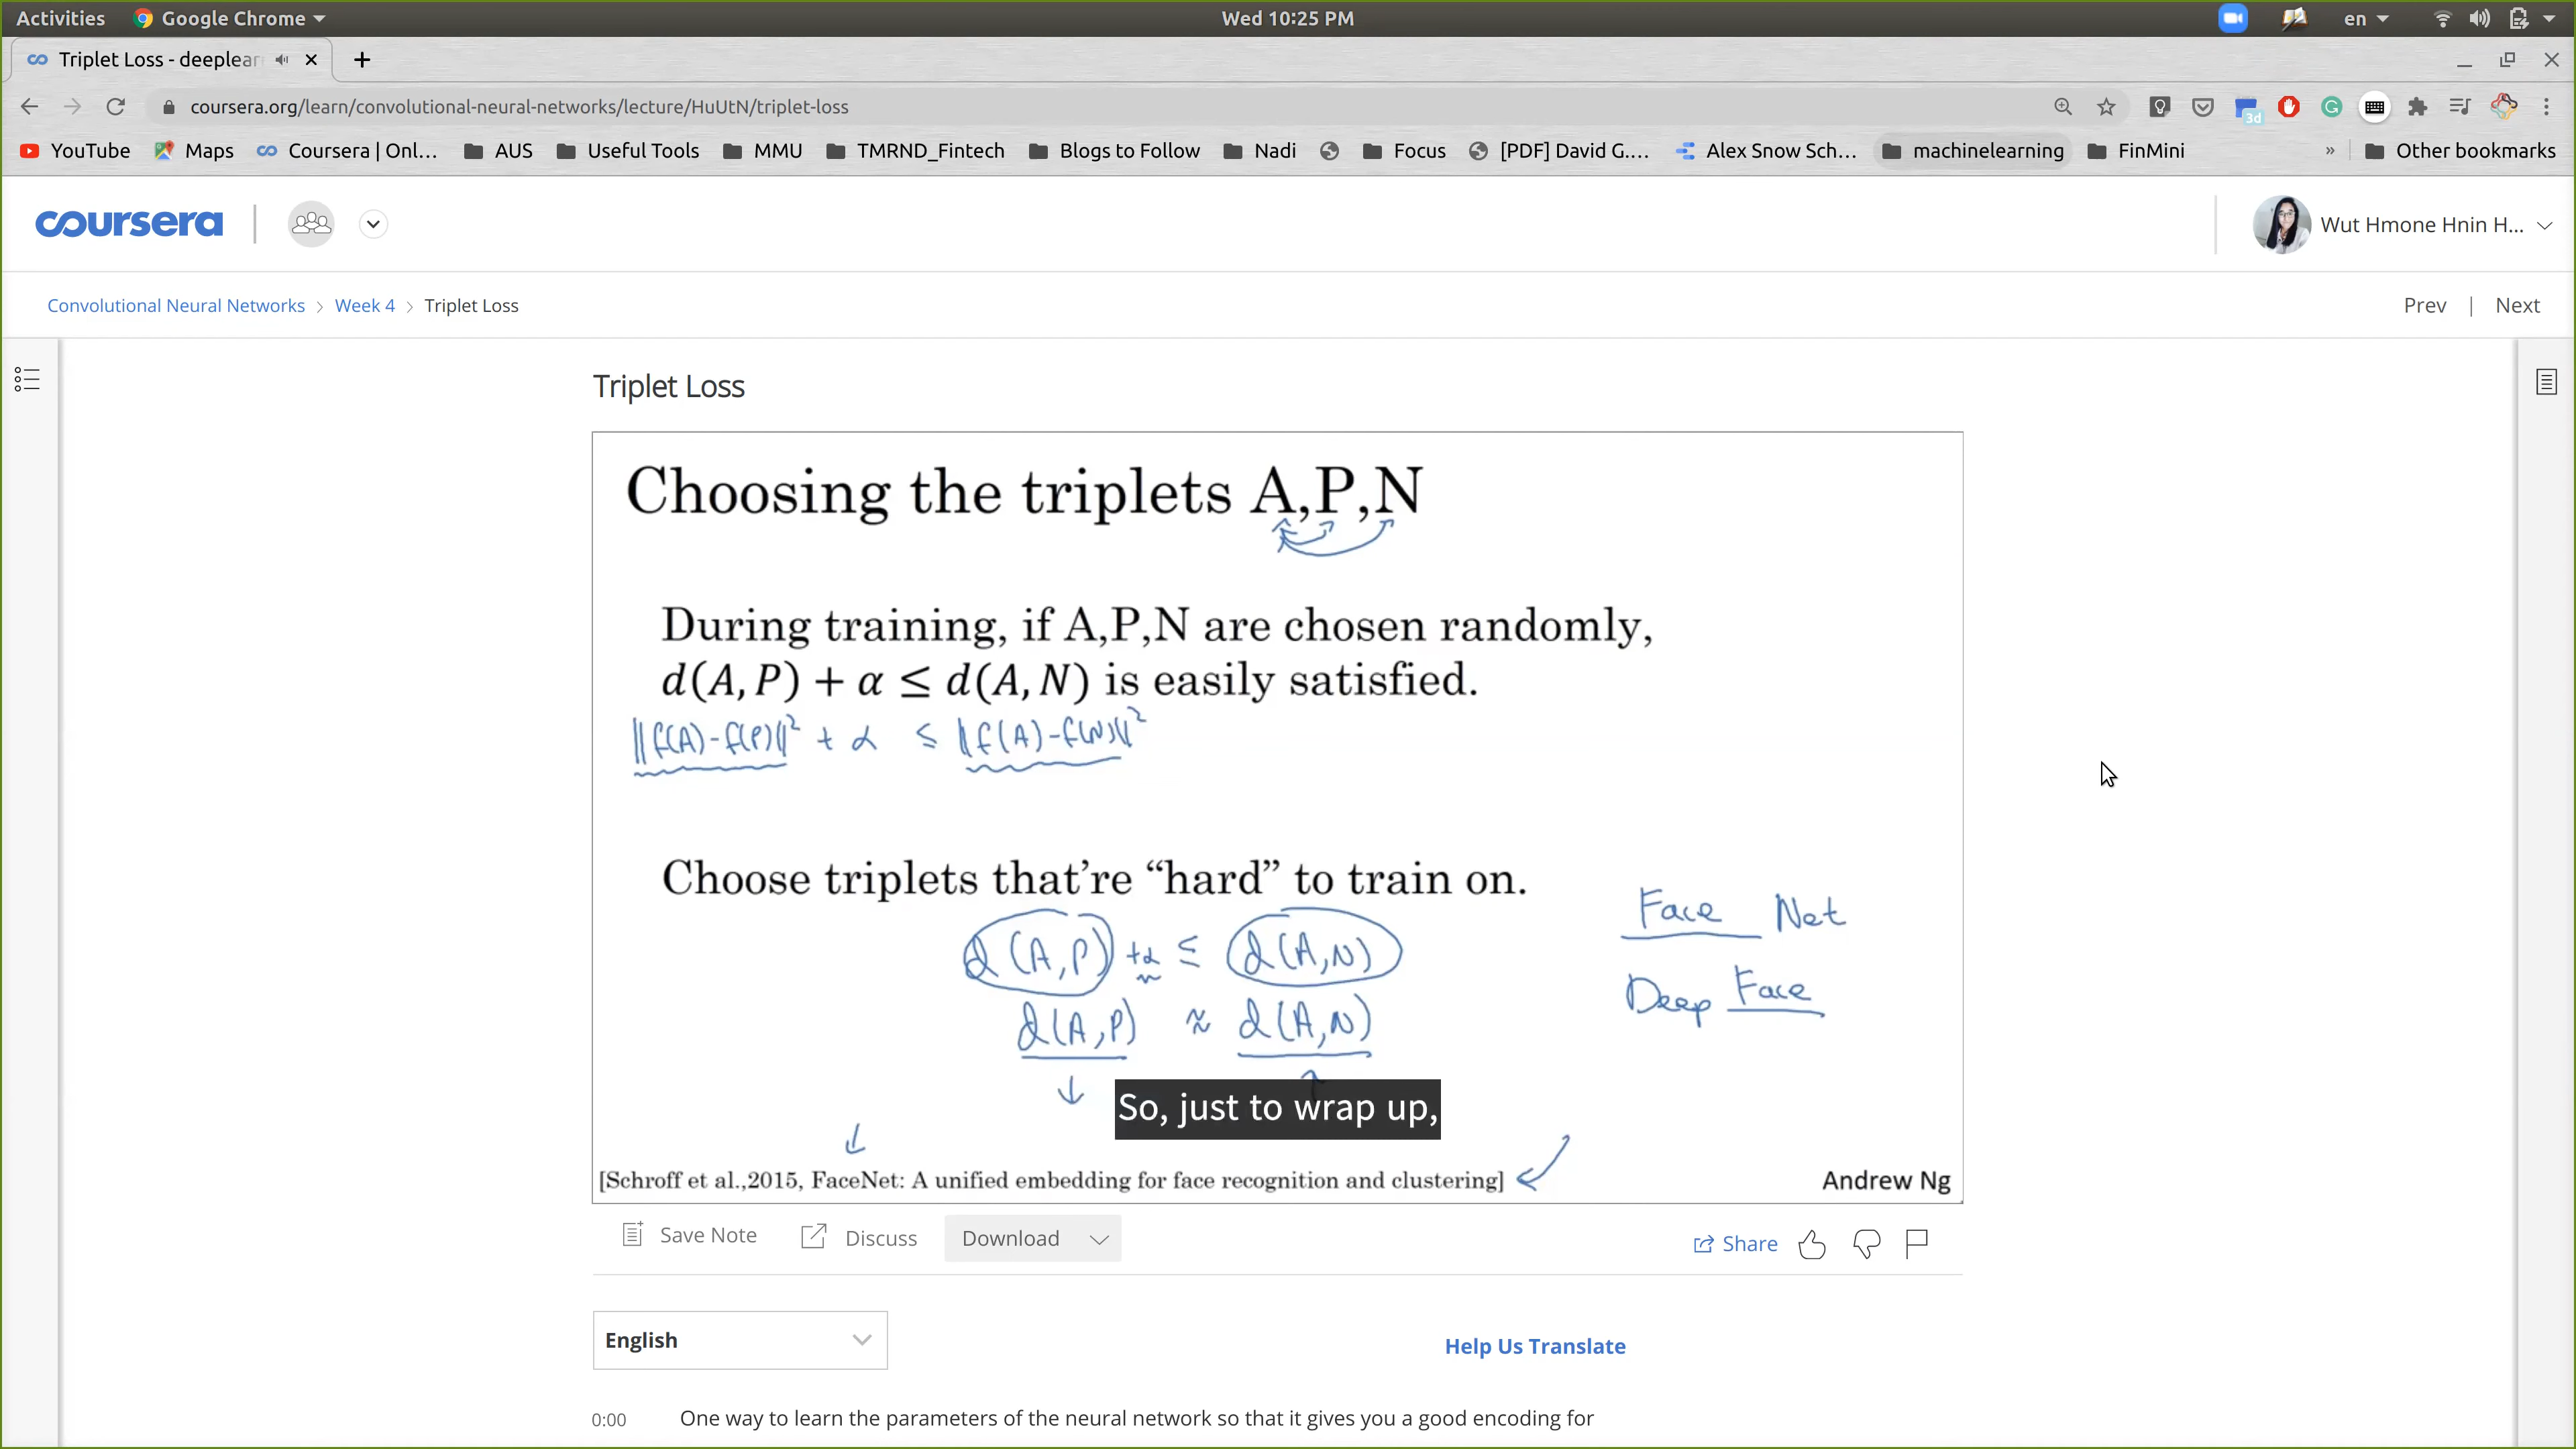 Activities
Google Chrome
Wed 10:25 PM
en
Triplet Loss - deeplear
coursera.org/learn/convolutional-neural-networks/lecture/HuUtN/triplet-loss
3d
YouTube
Maps
Coursera | Onl...
AUS
Useful Tools
MMU
TMRND_Fintech
Blogs to Follow
Nadi
Focus
[PDF] David G....
Alex Snow Sch...
machinelearning
FinMini
»
Other bookmarks
coursera
Wut Hmone Hnin H...
Convolutional Neural Networks > Week 4 > Triplet Loss
Prev | Next
Triplet Loss
Choosing the triplets A,P,N
During training, if A,P,N are chosen randomly,
d(A, P) + α ≤ d(A, N) is easily satisfied.
||f(A)-f(P)||² + α ≤ ||f(A)-f(N)||²
Choose triplets that're “hard” to train on.
d(A,P) +α ≤ d(A,N)
d(A,P) ≈ d(A,N)
Face Net
Deep Face
So, just to wrap up,
[Schroff et al.,2015, FaceNet: A unified embedding for face recognition and clustering]
Andrew Ng
Save Note
Discuss
Download
Share
English
Help Us Translate
0:00 One way to learn the parameters of the neural network so that it gives you a good encoding for